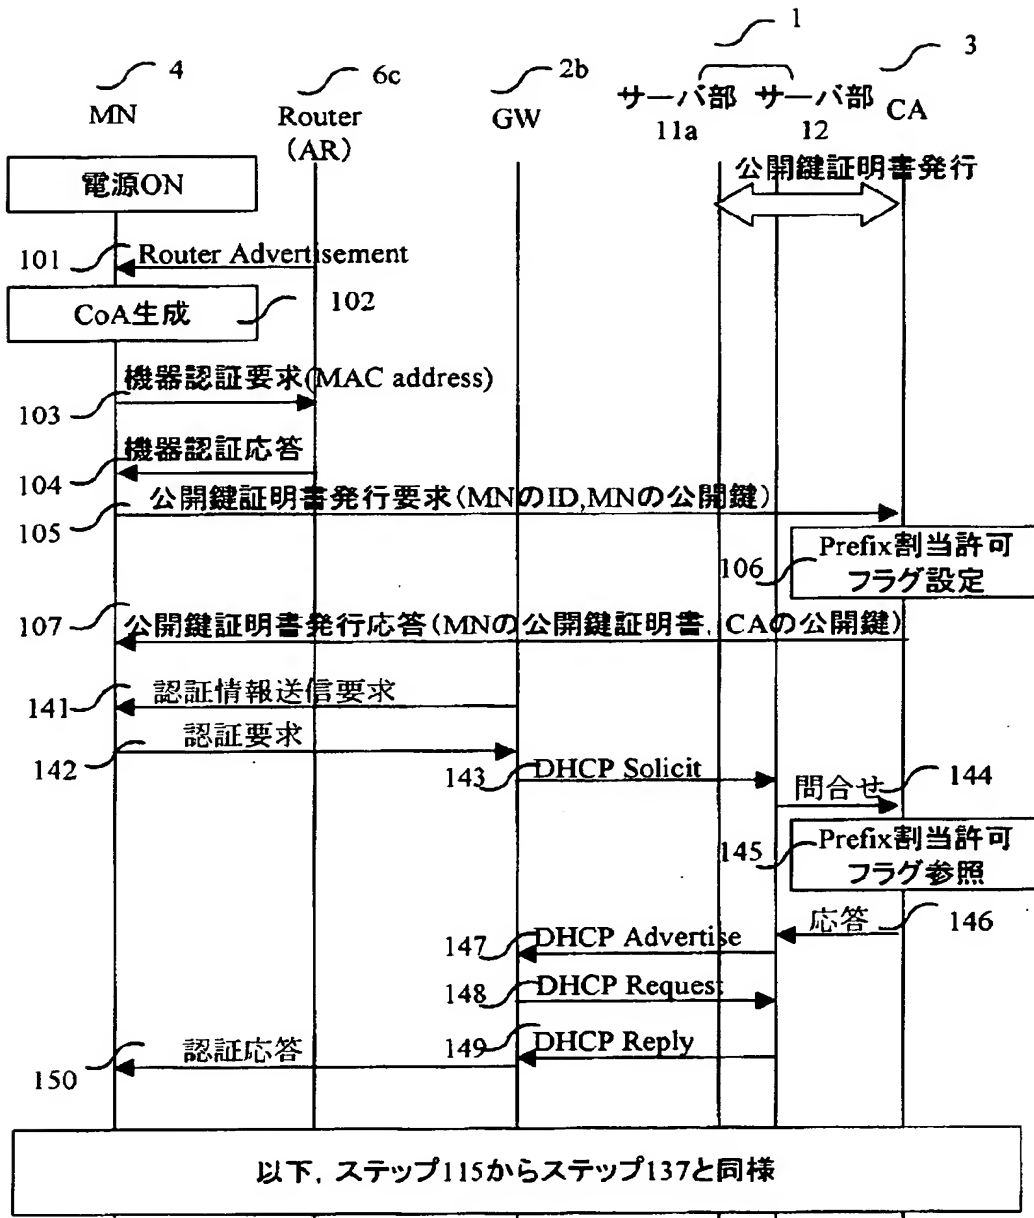 1
3
4
6c
2b
MN
Router
(AR)
GW
サーバ部
11a
サーバ部
12
CA
電源ON
公開鍵証明書発行
101
Router Advertisement
CoA生成
102
機器認証要求(MAC address)
103
機器認証応答
104
公開鍵証明書発行要求(MNのID,MNの公開鍵)
105
106
Prefix割当許可
フラグ設定
107
公開鍵証明書発行応答(MNの公開鍵証明書, CAの公開鍵)
認証情報送信要求
141
認証要求
142
143
DHCP Solicit
問合せ
144
145
Prefix割当許可
フラグ参照
応答
146
147
DHCP Advertise
148
DHCP Request
149
DHCP Reply
認証応答
150
以下, ステップ115からステップ137と同様